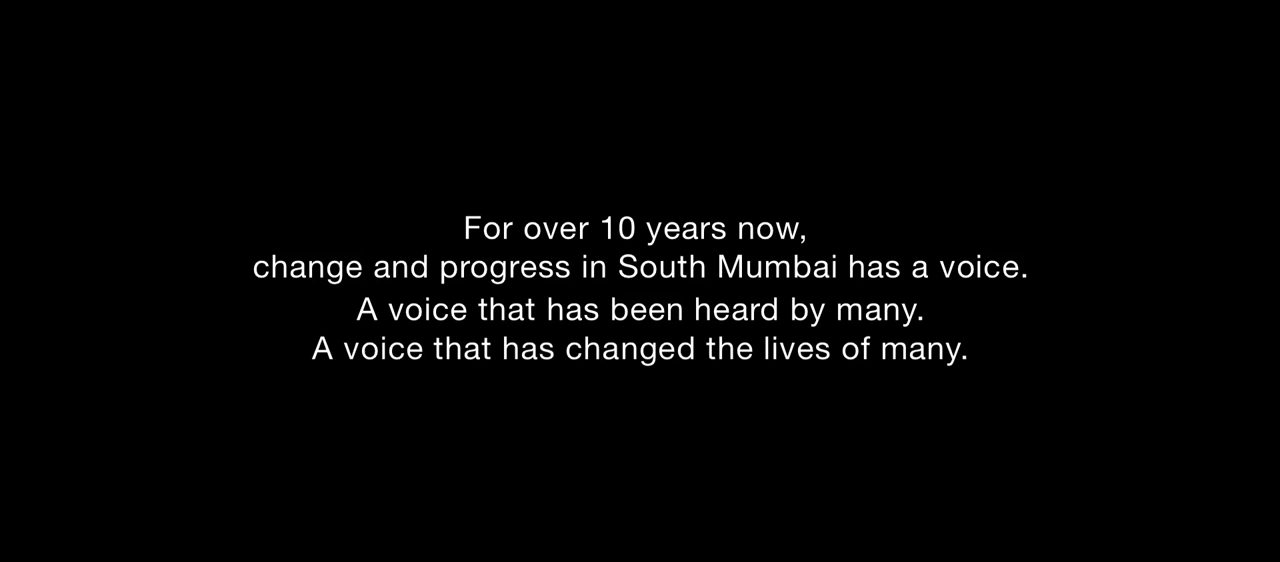 For over 10 years now,
change and progress in South Mumbai has a voice.
A voice that has been heard by many.
A voice that has changed the lives of many.